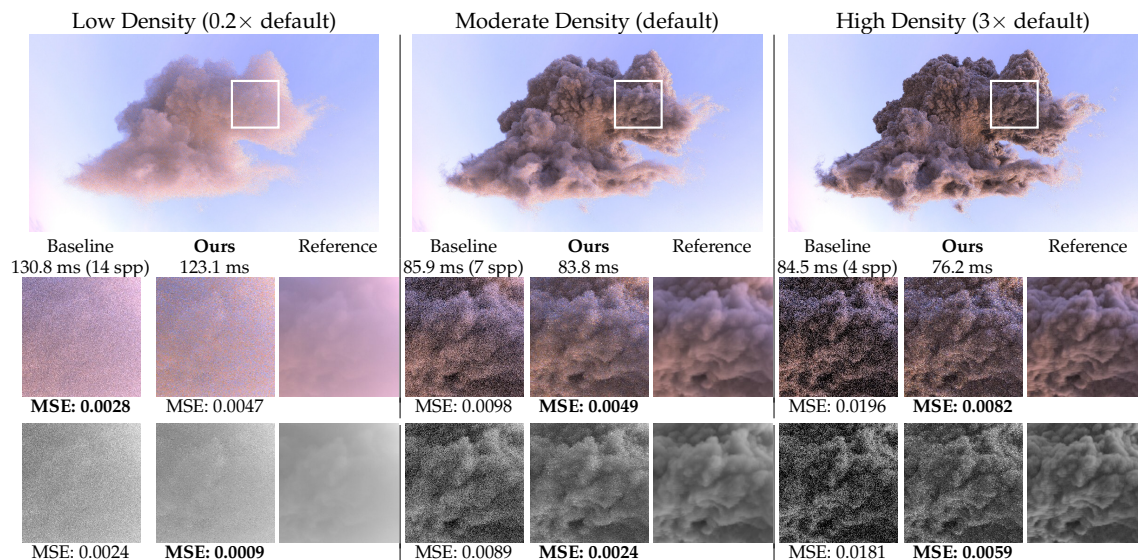 Low Density (0.2× default) Moderate Density (default) High Density (3× default)
Baseline Ours Reference Baseline Ours Reference Baseline Ours Reference
130.8 ms (14 spp) 123.1 ms 85.9 ms (7 spp) 83.8 ms 84.5 ms (4 spp) 76.2 ms
MSE: 0.0028 MSE: 0.0047 MSE: 0.0098 MSE: 0.0049 MSE: 0.0196 MSE: 0.0082
MSE: 0.0024 MSE: 0.0009 MSE: 0.0089 MSE: 0.0024 MSE: 0.0181 MSE: 0.0059